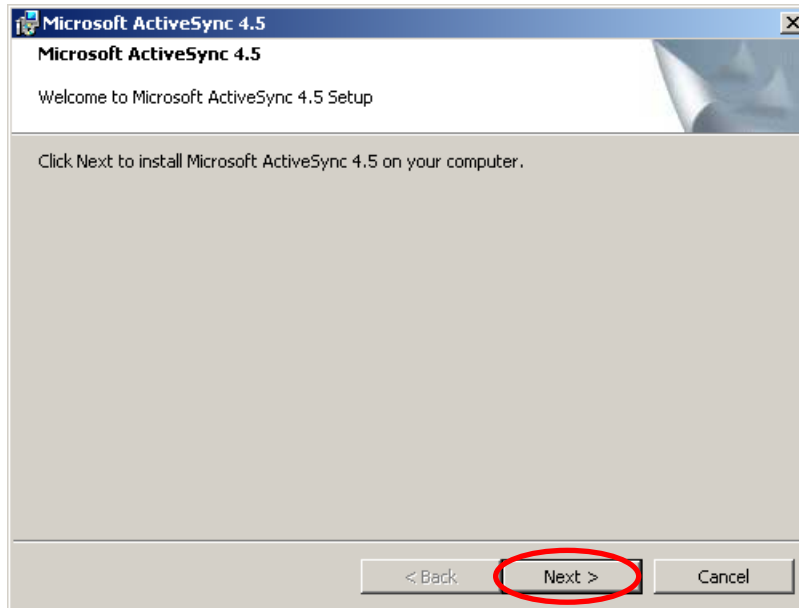 Microsoft ActiveSync 4.5
Microsoft ActiveSync 4.5
Welcome to Microsoft ActiveSync 4.5 Setup
Click Next to install Microsoft ActiveSync 4.5 on your computer.
< Back Next > Cancel